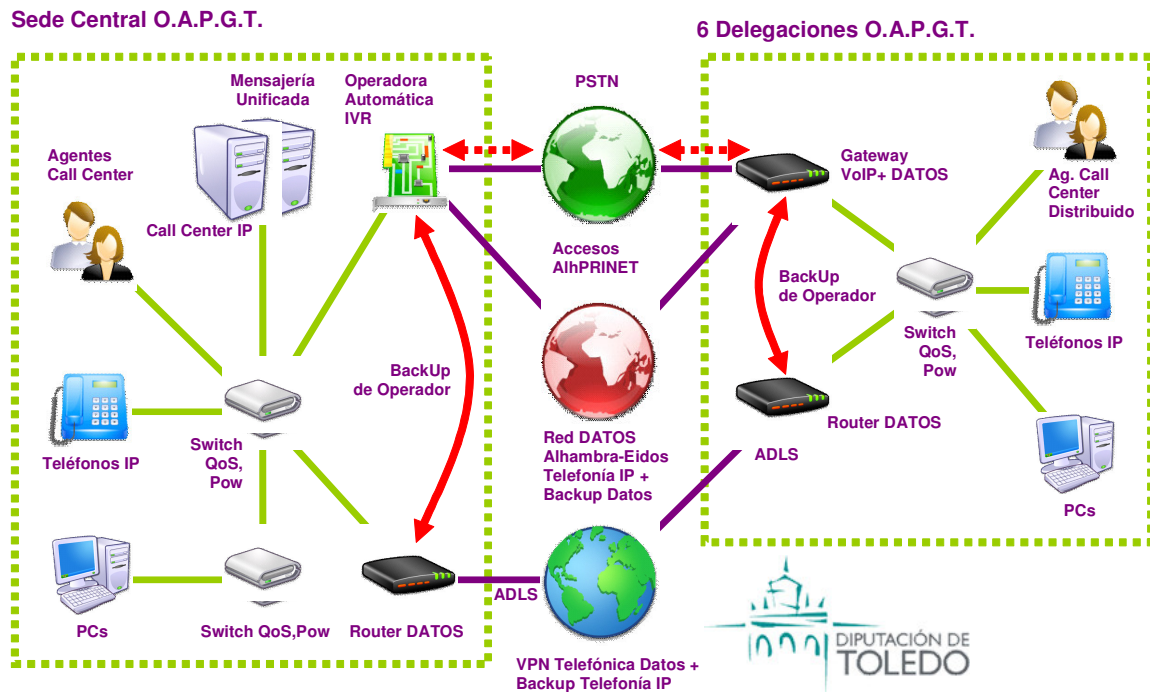 Sede Central O.A.P.G.T.
6 Delegaciones O.A.P.G.T.
Mensajería
Unificada
Operadora
Automática
IVR
PSTN
Agentes
Call Center
Call Center IP
Gateway
VoIP+ DATOS
Ag. Call
Center
Distribuido
Accesos
AlhPRINET
BackUp
de Operador
BackUp
de Operador
Switch
QoS,
Pow
Teléfonos IP
Teléfonos IP
Switch
QoS,
Pow
Router DATOS
Red DATOS
Alhambra-Eidos
Telefonía IP +
Backup Datos
ADLS
PCs
PCs
Switch QoS,Pow
Router DATOS
ADLS
VPN Telefónica Datos +
Backup Telefonía IP
DIPUTACIÓN DE
TOLEDO